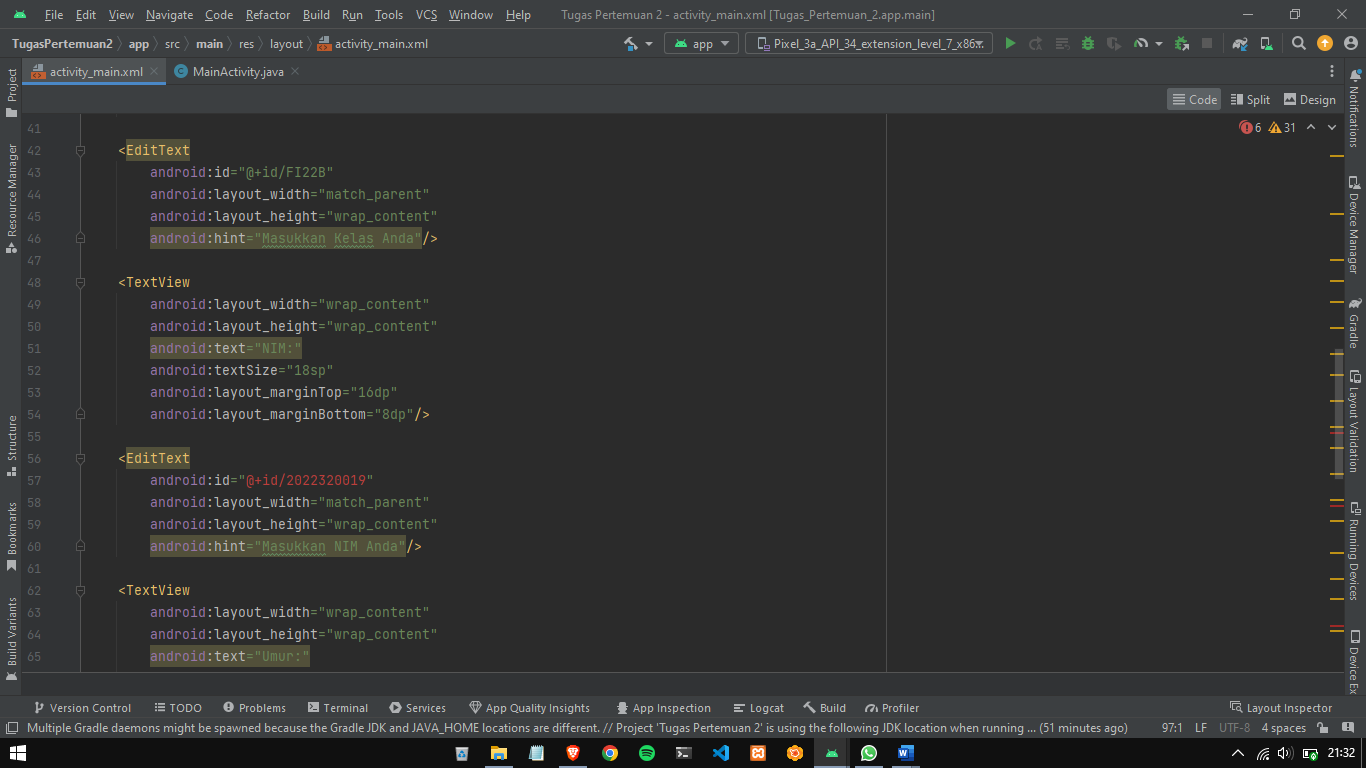 File Edit View Navigate Code Refactor Build Run Tools VCS Window Help Tugas Pertemuan 2 - activity_main.xml [Tugas_Pertemuan_2.app.main]
TugasPertemuan2 app src main res layout activity_main.xml app Pixel_3a_API_34_extension_level_7_x86
activity_main.xml MainActivity.java
Code Split Design
6 31
41
42 <EditText
43 android:id="@+id/FI22B"
44 android:layout_width="match_parent"
45 android:layout_height="wrap_content"
46 android:hint="Masukkan Kelas Anda"/>
47
48 <TextView
49 android:layout_width="wrap_content"
50 android:layout_height="wrap_content"
51 android:text="NIM:"
52 android:textSize="18sp"
53 android:layout_marginTop="16dp"
54 android:layout_marginBottom="8dp"/>
55
56 <EditText
57 android:id="@+id/2022320019"
58 android:layout_width="match_parent"
59 android:layout_height="wrap_content"
60 android:hint="Masukkan NIM Anda"/>
61
62 <TextView
63 android:layout_width="wrap_content"
64 android:layout_height="wrap_content"
65 android:text="Umur:"
Project
Resource Manager
Structure
Bookmarks
Build Variants
Notifications
Device Manager
Gradle
Layout Validation
Running Devices
Device Ex
Version Control TODO Problems Terminal Services App Quality Insights App Inspection Logcat Build Profiler Layout Inspector
Multiple Gradle daemons might be spawned because the Gradle JDK and JAVA_HOME locations are different. // Project 'Tugas Pertemuan 2' is using the following JDK location when running ... (51 minutes ago) 97:1 LF UTF-8 4 spaces
21:32